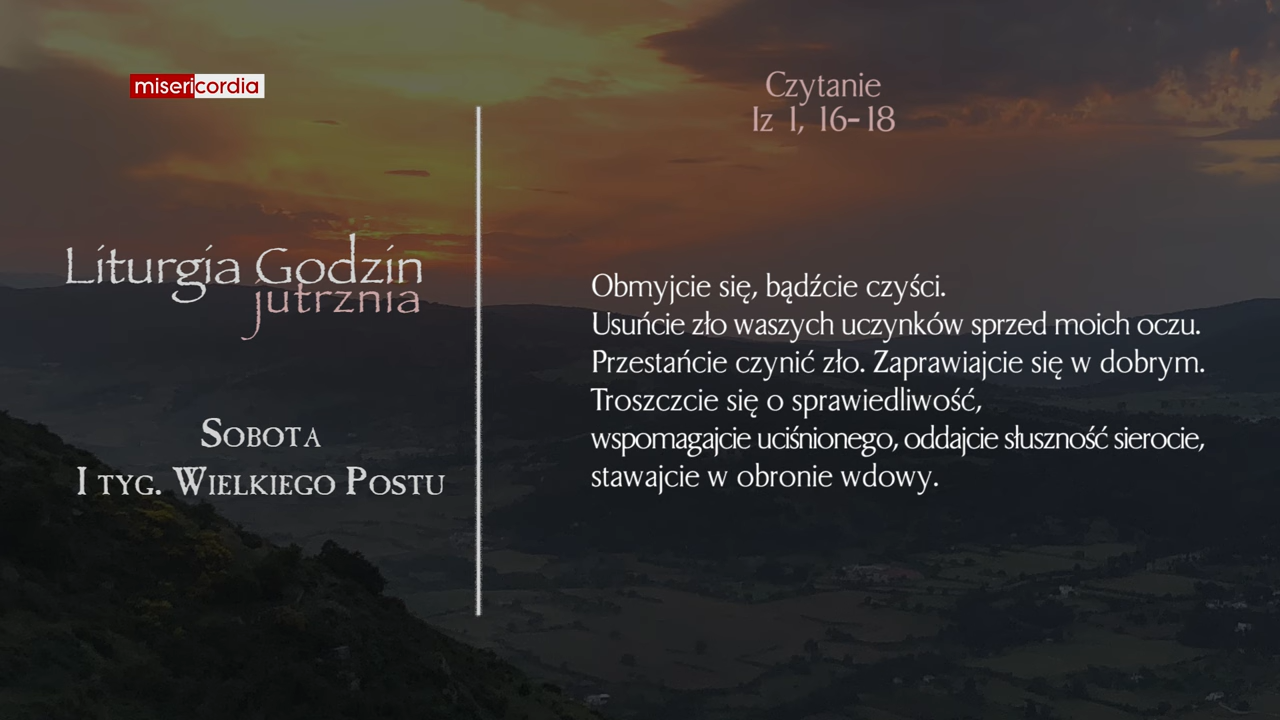 misericordia
Liturgia Godzin
jutrznia
Sobota
I tyg. Wielkiego Postu
Czytanie
Iz 1, 16-18
Obmyjcie się, bądźcie czyści.
Usuńcie zło waszych uczynków sprzed moich oczu.
Przestańcie czynić zło. Zaprawiajcie się w dobrym.
Troszczcie się o sprawiedliwość,
wspomagajcie uciśnionego, oddajcie słuszność sierocie,
stawajcie w obronie wdowy.